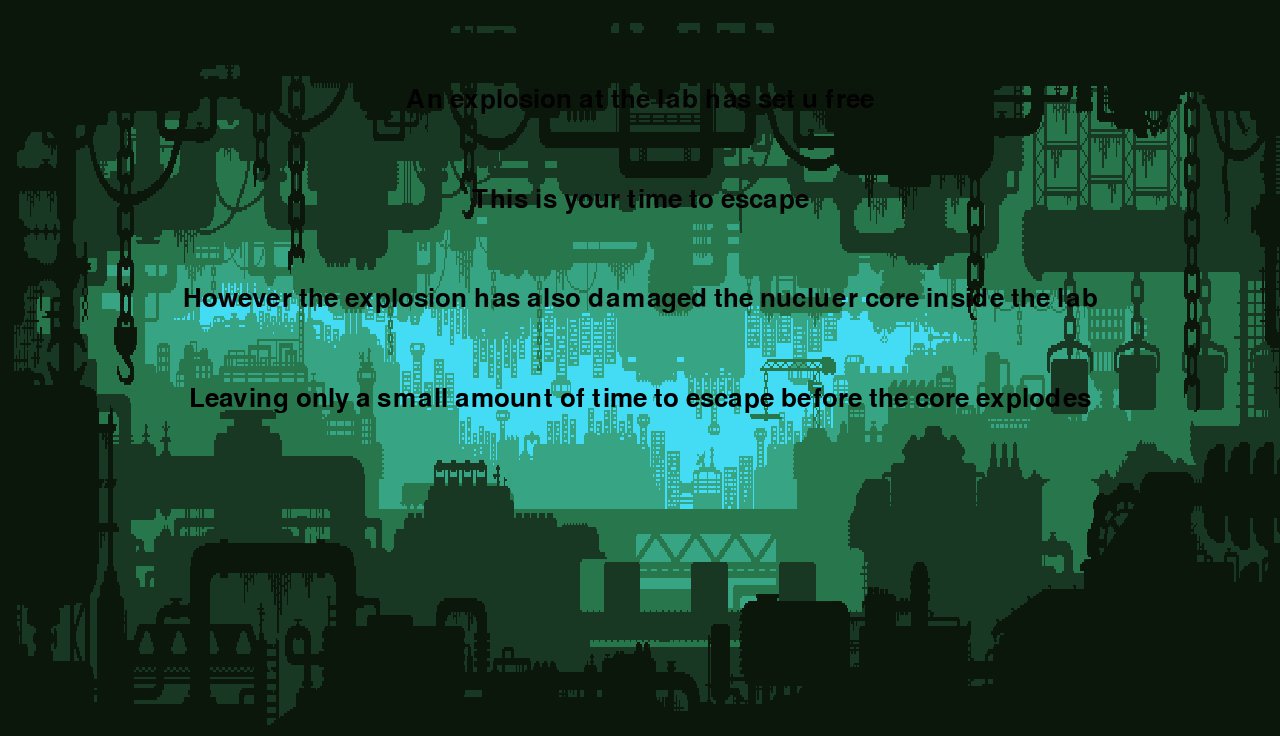 An explosion at the lab has set u free
This is your time to escape
However the explosion has also damaged the nucluer core inside the lab
Leaving only a small amount of time to escape before the core explodes